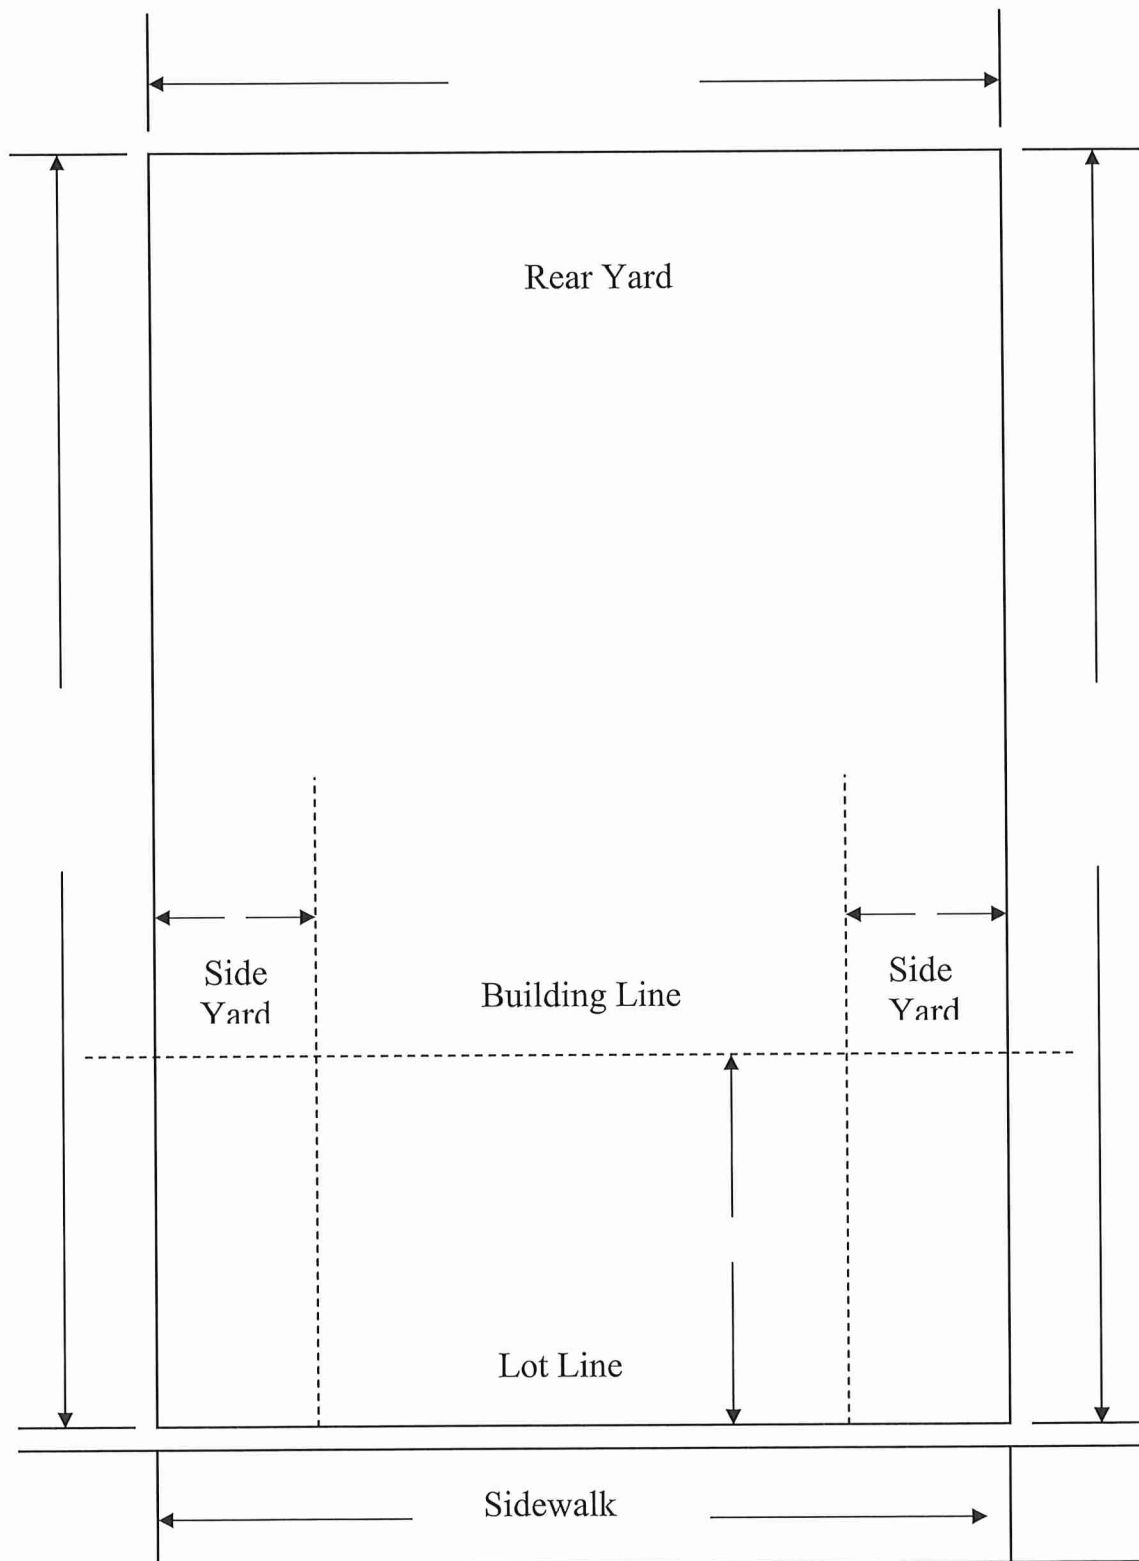 Rear Yard
Side
Yard
Building Line
Side
Yard
Lot Line
Sidewalk